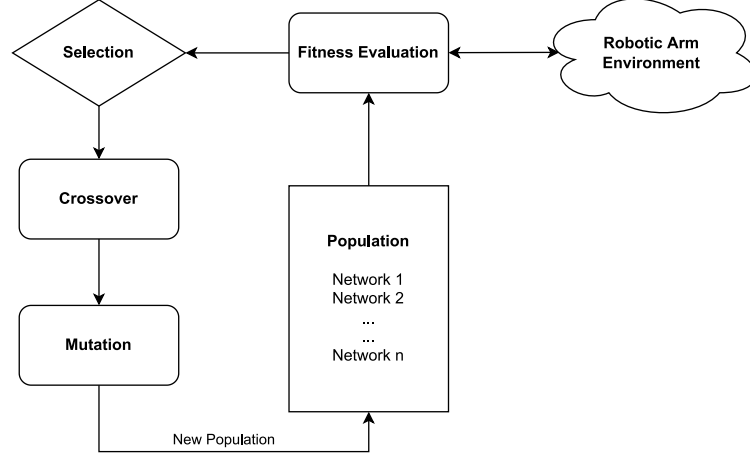 Selection
Fitness Evaluation
Robotic Arm
Environment
Crossover
Population
Network 1
Network 2
...
...
Network n
Mutation
New Population